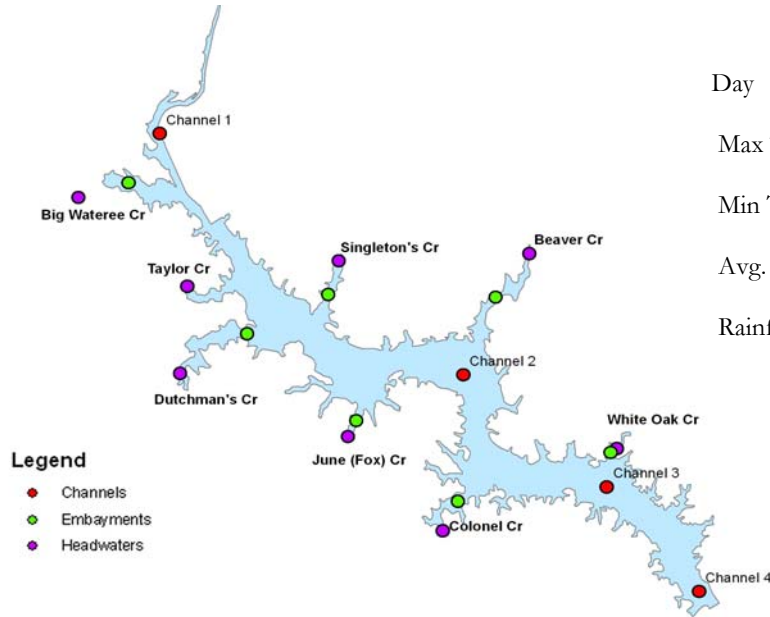 Channel 1
Big Wateree Cr
Taylor Cr
Singleton's Cr
Beaver Cr
Dutchman's Cr
Channel 2
June (Fox) Cr
White Oak Cr
Channel 3
Colonel Cr
Channel 4
Legend
Channels
Embayments
Headwaters
Day
Max
Min
Avg.